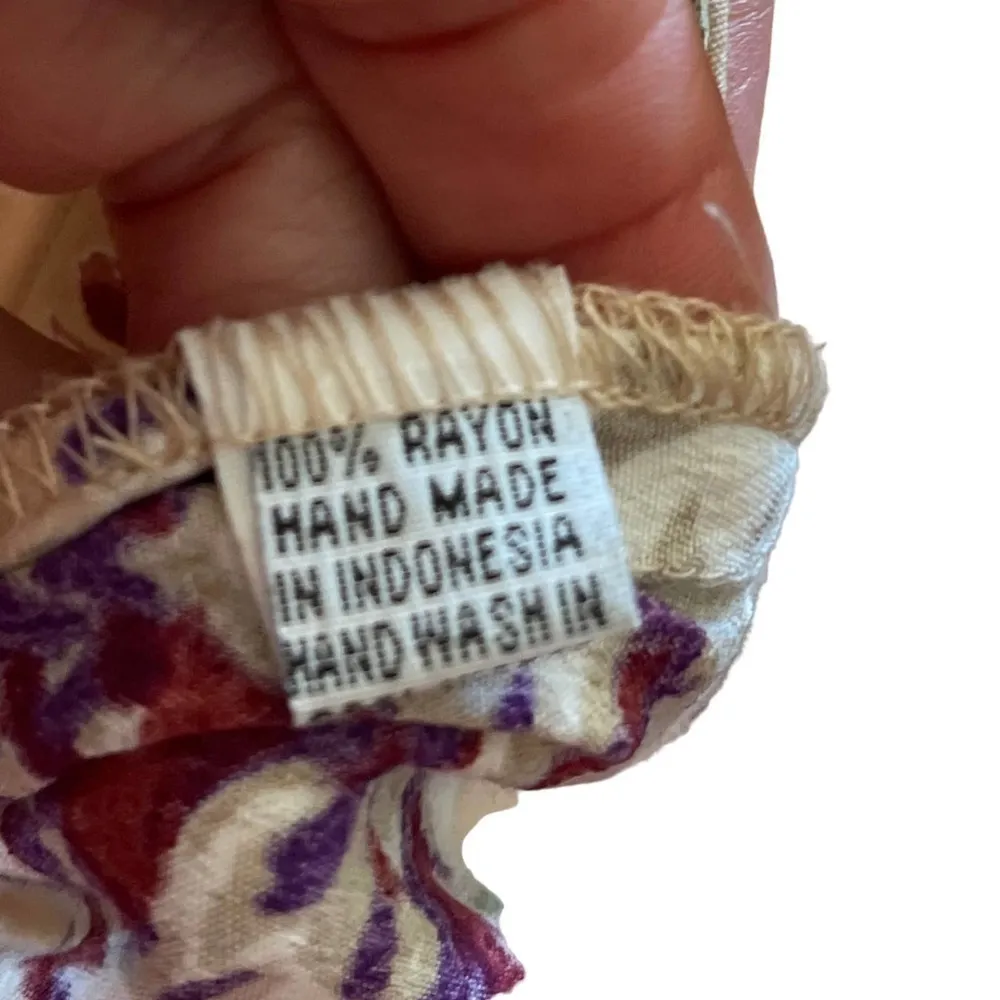 100% RAYON
HAND MADE
IN INDONESIA
HAND WASH IN